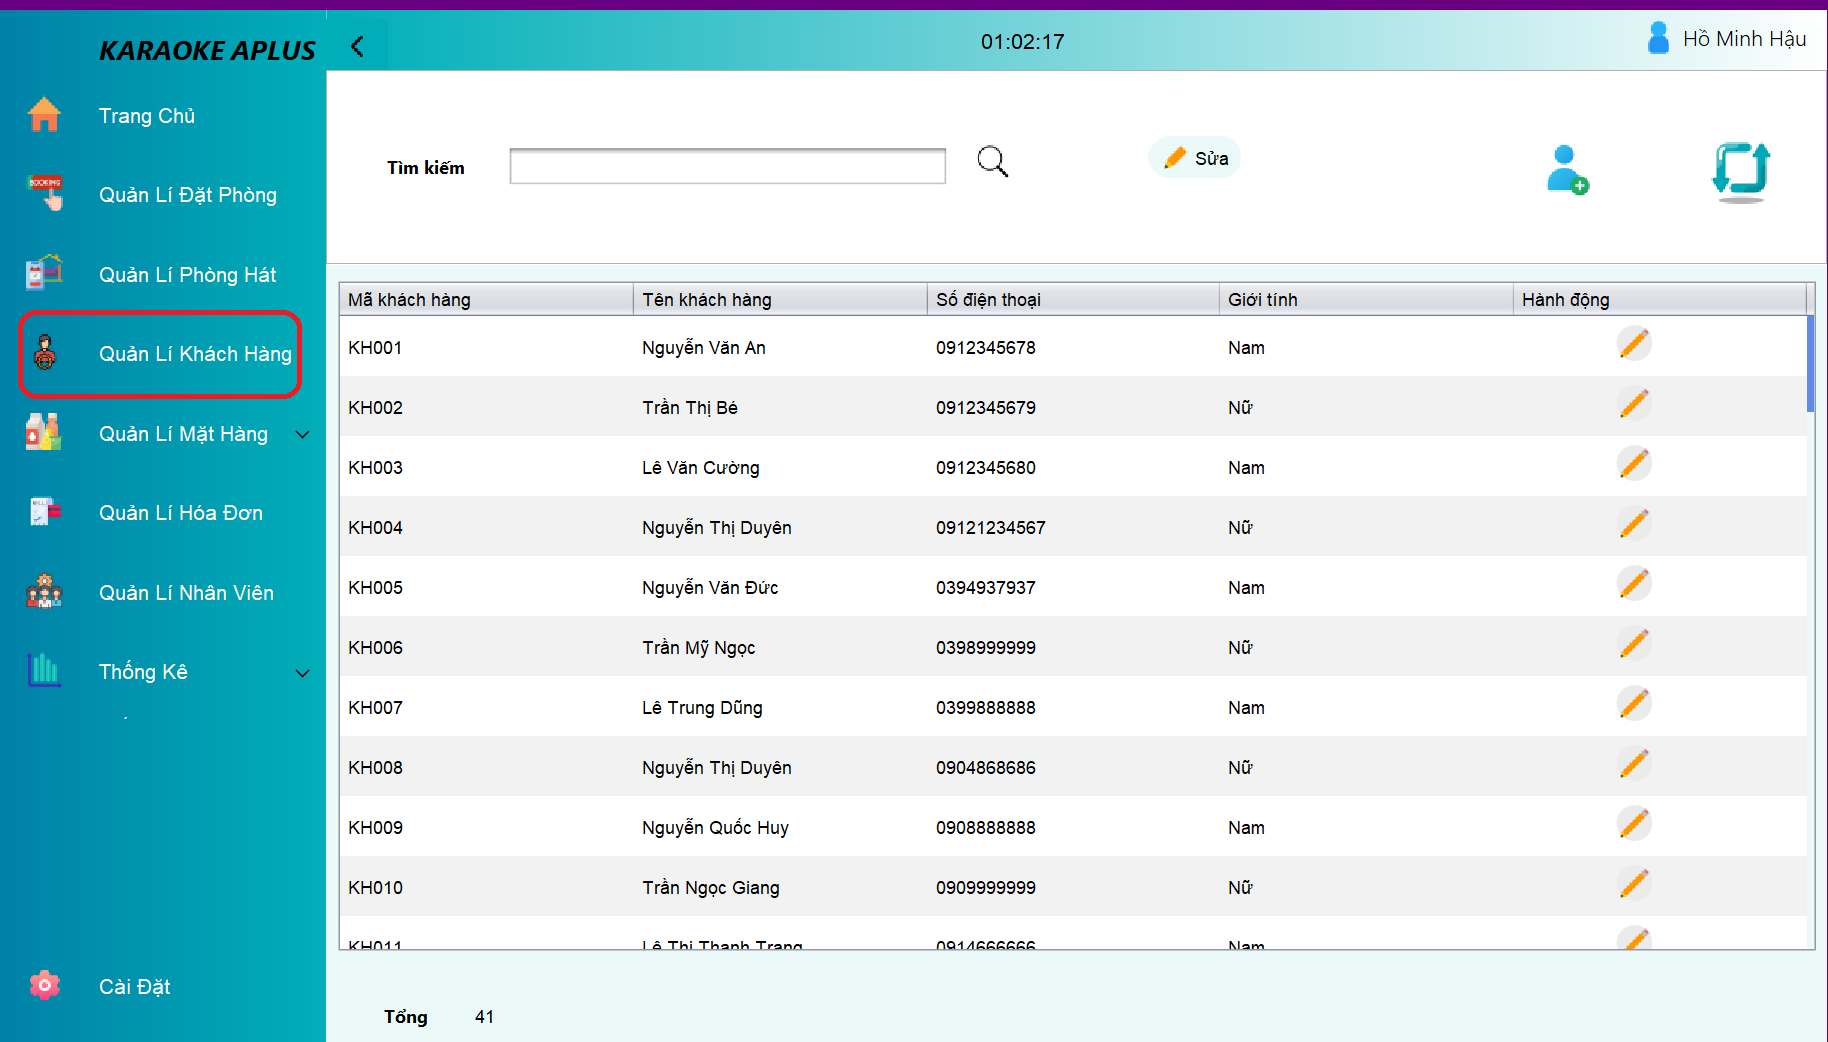 KARAOKE APLUS
01:02:17
Hồ Minh Hậu
Trang Chủ
Quản Lí Đặt Phòng
Quản Lí Phòng Hát
Quản Lí Khách Hàng
Quản Lí Mặt Hàng
Quản Lí Hóa Đơn
Quản Lí Nhân Viên
Thống Kê
Cài Đặt
Tìm kiếm
Sửa
Mã khách hàng Tên khách hàng Số điện thoại Giới tính Hành động
KH001 Nguyễn Văn An 0912345678 Nam
KH002 Trần Thị Bé 0912345679 Nữ
KH003 Lê Văn Cường 0912345680 Nam
KH004 Nguyễn Thị Duyên 09121234567 Nữ
KH005 Nguyễn Văn Đức 0394937937 Nam
KH006 Trần Mỹ Ngọc 0398999999 Nữ
KH007 Lê Trung Dũng 0399888888 Nam
KH008 Nguyễn Thị Duyên 0904868686 Nữ
KH009 Nguyễn Quốc Huy 0908888888 Nam
KH010 Trần Ngọc Giang 0909999999 Nữ
KH011 Lê Thị Thanh Trang 0914666666 Nam
Tổng 41